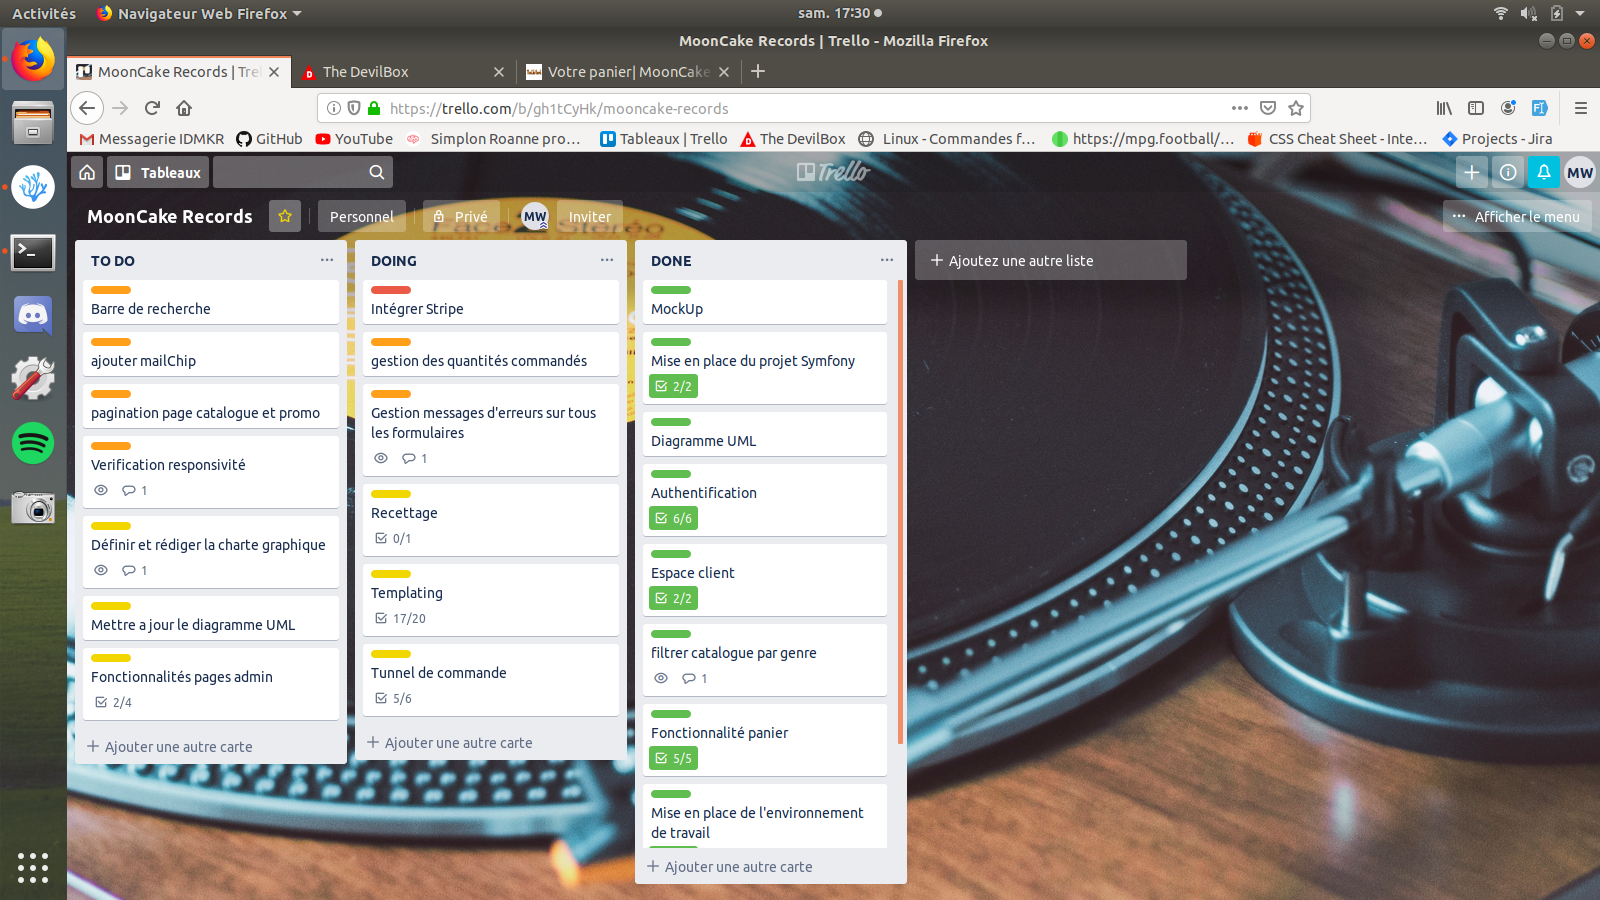 Activités
Navigateur Web Firefox
sam. 17:30
MoonCake Records | Trello - Mozilla Firefox
MoonCake Records | Trel
The DevilBox
Votre panier| MoonCake
https://trello.com/b/gh1tCyHk/mooncake-records
Messagerie IDMKR
GitHub
YouTube
Simplon Roanne pro…
Tableaux | Trello
The DevilBox
Linux - Commandes f…
https://mpg.football/…
CSS Cheat Sheet - Inte…
Projects - Jira
Tableaux
Trello
MW
MoonCake Records
Personnel
Privé
MW
Inviter
Afficher le menu
Face 2 Stéréo
TO DO
Barre de recherche
ajouter mailChip
pagination page catalogue et promo
Verification responsivité
1
Définir et rédiger la charte graphique
1
Mettre a jour le diagramme UML
Fonctionnalités pages admin
2/4
Ajouter une autre carte
DOING
Intégrer Stripe
gestion des quantités commandés
Gestion messages d'erreurs sur tous
les formulaires
1
Recettage
0/1
Templating
17/20
Tunnel de commande
5/6
Ajouter une autre carte
DONE
MockUp
Mise en place du projet Symfony
2/2
Diagramme UML
Authentification
6/6
Espace client
2/2
filtrer catalogue par genre
1
Fonctionnalité panier
5/5
Mise en place de l'environnement
de travail
Ajouter une autre carte
Ajoutez une autre liste